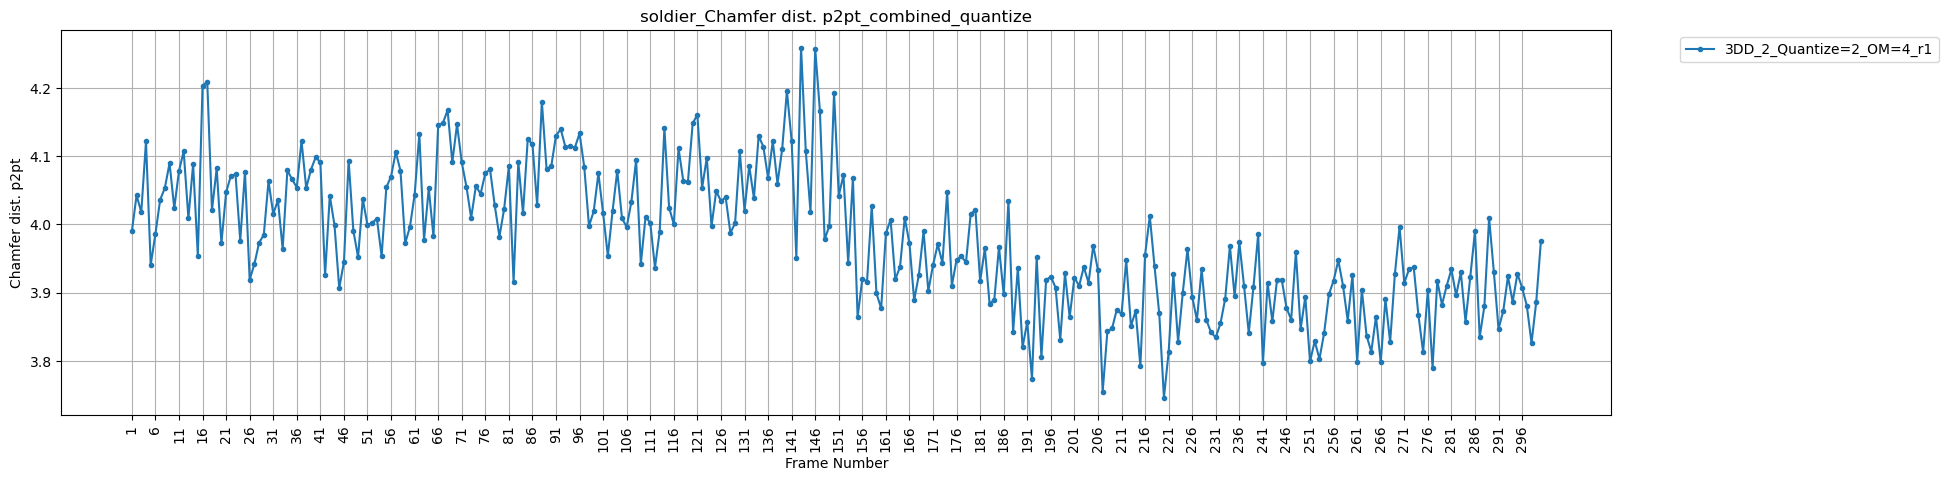 soldier_Chamfer dist. p2pt_combined_quantize
3DD_2_Quantize=2_OM=4_r1
Chamfer dist. p2pt
4.2
4.1
4.0
3.9
3.8
1 6 11 16 21 26 31 36 41 46 51 56 61 66 71 76 81 86 91 96 101 106 111 116 121 126 131 136 141 146 151 156 161 166 171 176 181 186 191 196 201 206 211 216 221 226 231 236 241 246 251 256 261 266 271 276 281 286 291 296
Frame Number